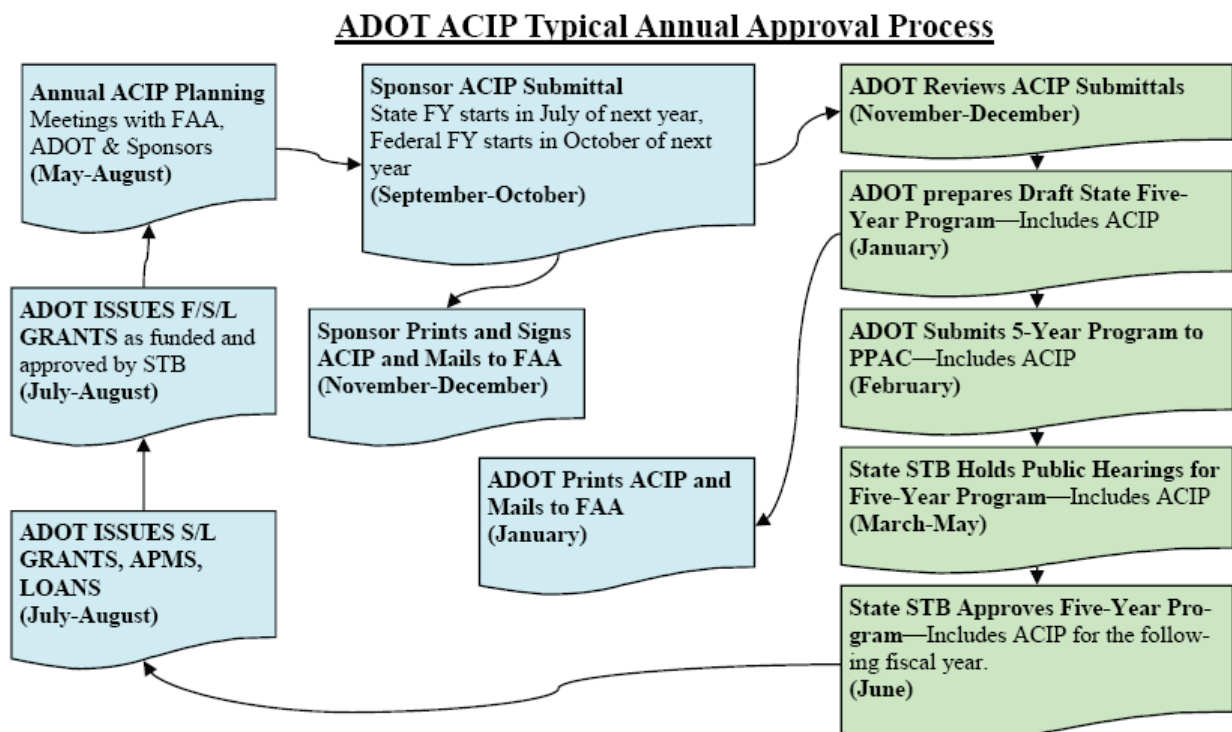 ADOT ACIP Typical Annual Approval Process
Annual ACIP Planning
Meetings with FAA,
ADOT & Sponsors
(May-August)
Sponsor ACIP Submittal
State FY starts in July of next year,
Federal FY starts in October of next
year
(September-October)
ADOT Reviews ACIP Submittals
(November-December)
ADOT prepares Draft State Five-
Year Program—Includes ACIP
(January)
ADOT ISSUES F/S/L
GRANTS as funded and
approved by STB
(July-August)
Sponsor Prints and Signs
ACIP and Mails to FAA
(November-December)
ADOT Submits 5-Year Program to
PPAC—Includes ACIP
(February)
ADOT Prints ACIP and
Mails to FAA
(January)
State STB Holds Public Hearings for
Five-Year Program—Includes ACIP
(March-May)
ADOT ISSUES S/L
GRANTS, APMS,
LOANS
(July-August)
State STB Approves Five-Year Pro-
gram—Includes ACIP for the follow-
ing fiscal year.
(June)